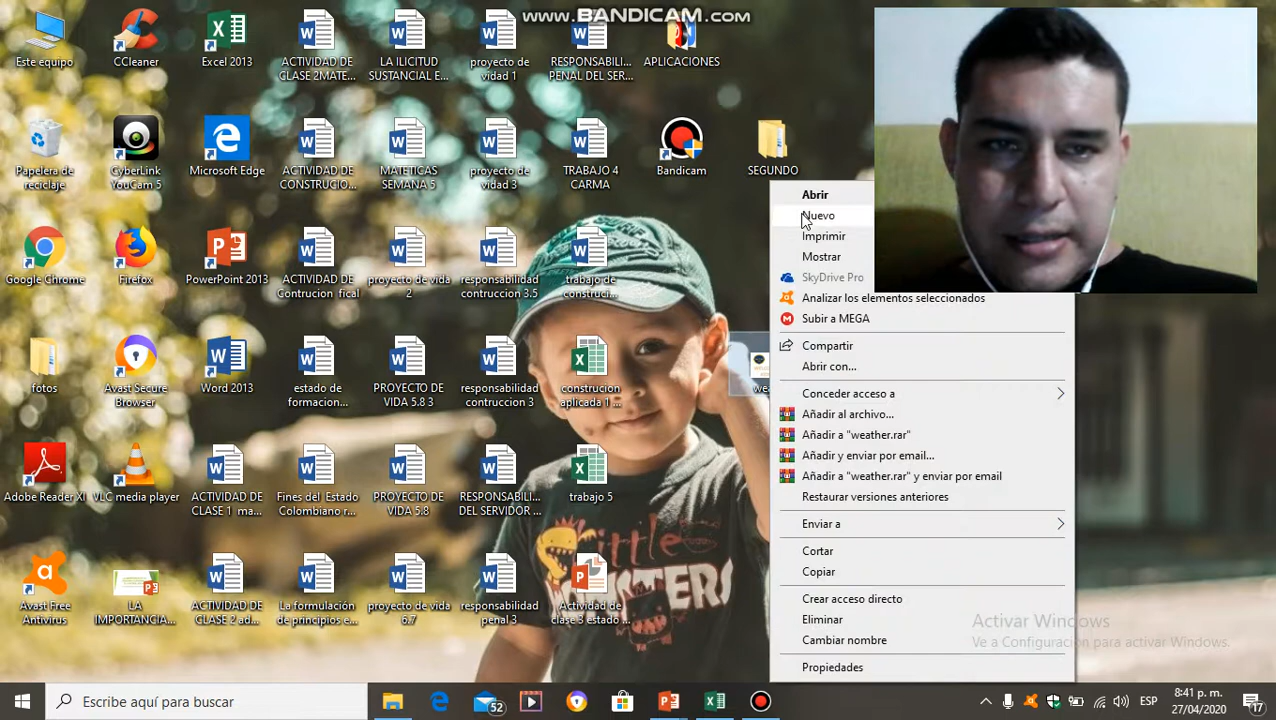 www.BANDICAM.com
Este equipo
CCleaner
Excel 2013
ACTIVIDAD DE
CLASE 2MATE...
LA ILICITUD
SUSTANCIAL E...
proyecto de
vidad 1
RESPONSABILI...
PENAL DEL SER...
APLICACIONES
Papelera de
reciclaje
CyberLink
YouCam 5
Microsoft Edge
ACTIVIDAD DE
CONSTRUCIO...
MATETICAS
SEMANA 5
proyecto de
vidad 3
TRABAJO 4
CARMA
Bandicam
SEGUNDO
Google Chrome
Firefox
PowerPoint 2013
ACTIVIDAD DE
Contrucion_fical
proyecto de vida
2
responsabilidad
contruccion 3.5
trabajo de
construci...
fotos
Avast Secure
Browser
Word 2013
estado de
formacion...
PROYECTO DE
VIDA 5.8 3
responsabilidad
contruccion 3
construcion
aplicada 1 ...
Adobe Reader XI
VLC media player
ACTIVIDAD DE
CLASE 1 ma...
Fines del Estado
Colombiano r...
PROYECTO DE
VIDA 5.8
RESPONSABILI...
DEL SERVIDOR ...
trabajo 5
Avast Free
Antivirus
LA
IMPORTANCIA...
ACTIVIDAD DE
CLASE 2 ad...
La formulación
de principios e...
proyecto de vida
6.7
responsabilidad
penal 3
Actividad de
clase 3 estado ...
Little
MONSTERS
Abrir
Nuevo
Imprimir
Mostrar
SkyDrive Pro
Analizar los elementos seleccionados
Subir a MEGA
Compartir
Abrir con...
Conceder acceso a
Añadir al archivo...
Añadir a "weather.rar"
Añadir y enviar por email...
Añadir a "weather.rar" y enviar por email
Restaurar versiones anteriores
Enviar a
Cortar
Copiar
Crear acceso directo
Eliminar
Cambiar nombre
Propiedades
Activar Windows
Ve a Configuración para activar Windows.
Escribe aquí para buscar
52
ESP
8:41 p. m.
27/04/2020
17